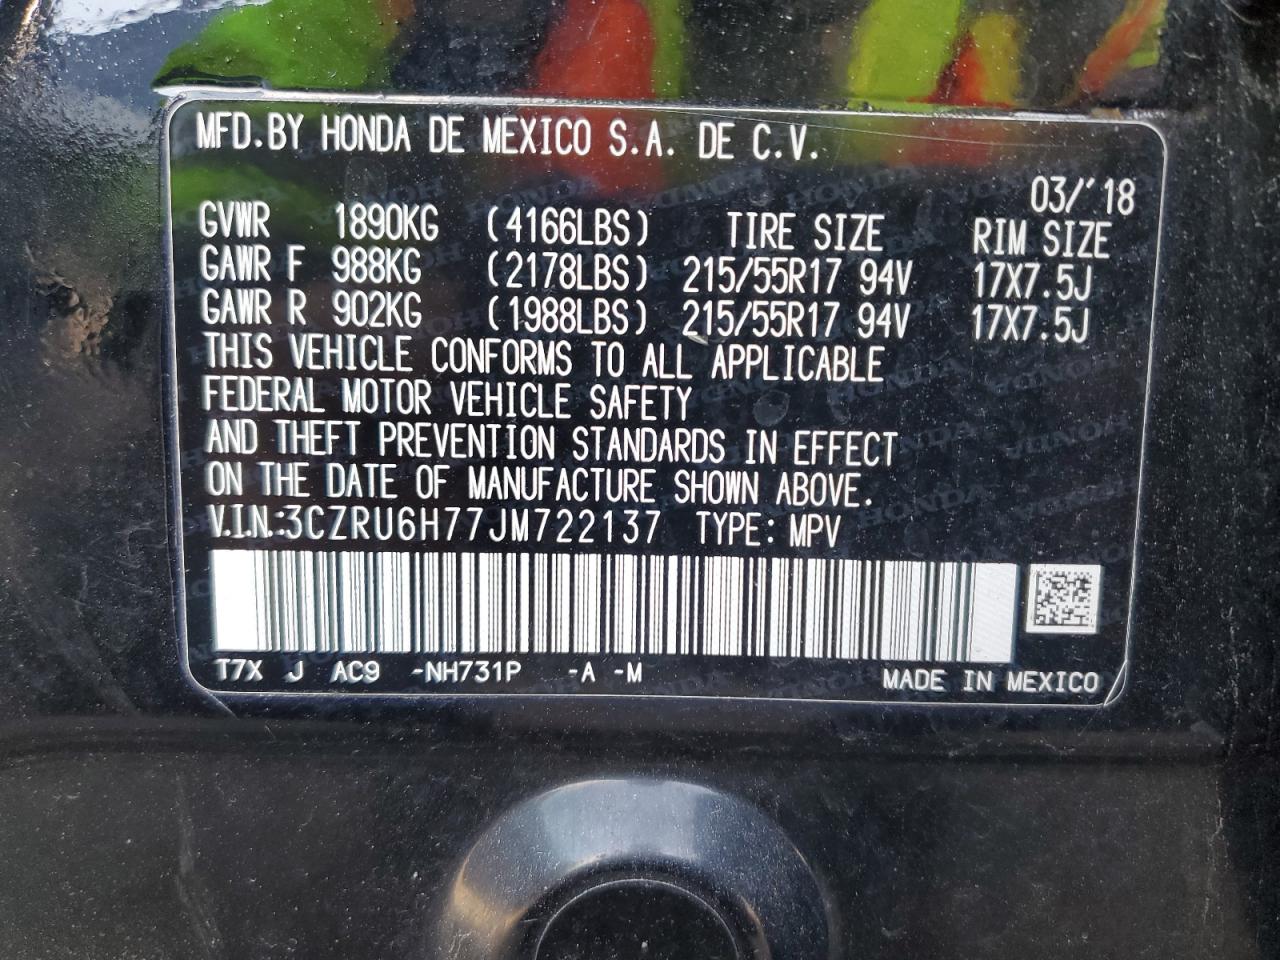 MFD.BY HONDA DE MEXICO S.A. DE C.V.
03/'18
GVWR 1890KG (4166LBS) TIRE SIZE RIM SIZE
GAWR F 988KG (2178LBS) 215/55R17 94V 17X7.5J
GAWR R 902KG (1988LBS) 215/55R17 94V 17X7.5J
THIS VEHICLE CONFORMS TO ALL APPLICABLE
FEDERAL MOTOR VEHICLE SAFETY
AND THEFT PREVENTION STANDARDS IN EFFECT
ON THE DATE OF MANUFACTURE SHOWN ABOVE.
V.I.N.:3CZRU6H77JM722137 TYPE: MPV
T7X J AC9 -NH731P -A -M MADE IN MEXICO